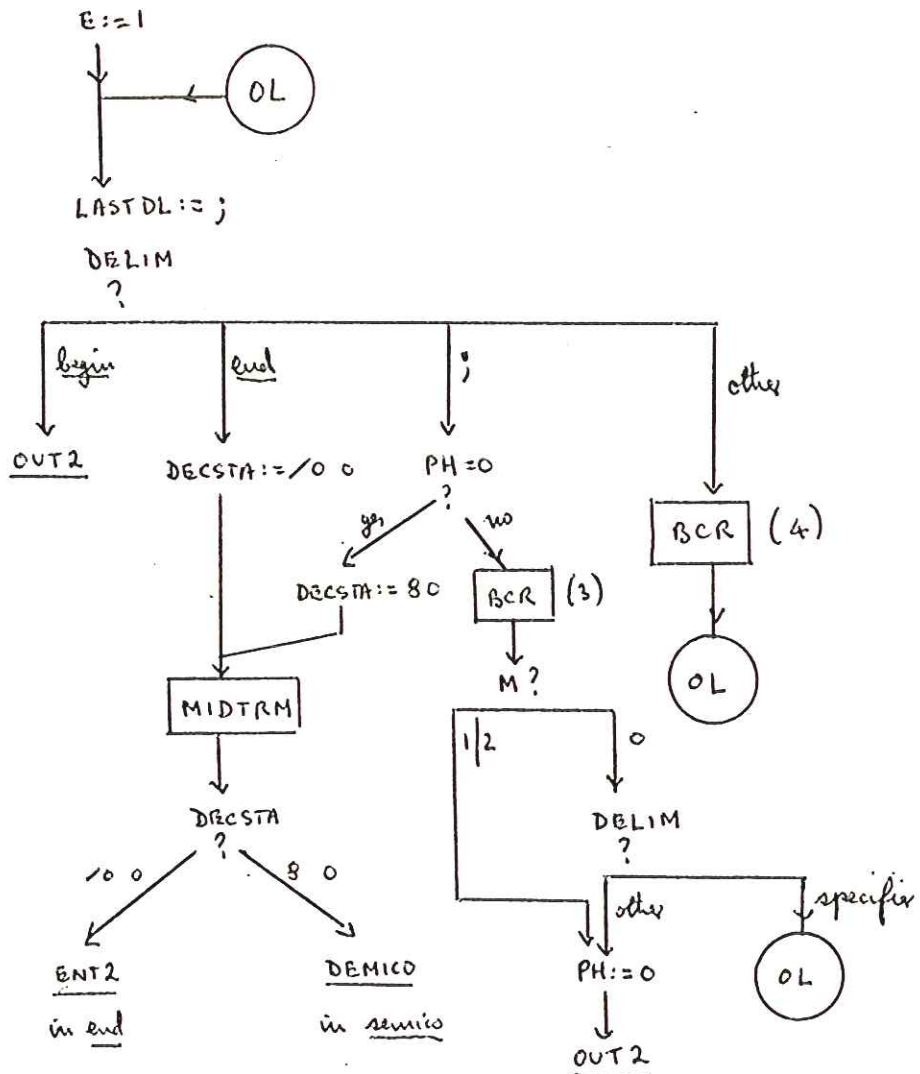 E:=1
OL
LASTDL:= ;
DELIM
?
begin
end
;
other
OUT2
DECSTA:=/0 0
PH=0
?
yes
no
BCR (4)
DECSTA:= 8 0
BCR (3)
OL
M?
MIDTRM
1|2
0
DECSTA
?
DELIM
?
/0 0
8 0
other
specifier
ENT2
DEMICO
PH:=0
OL
in end
in semico
OUT2